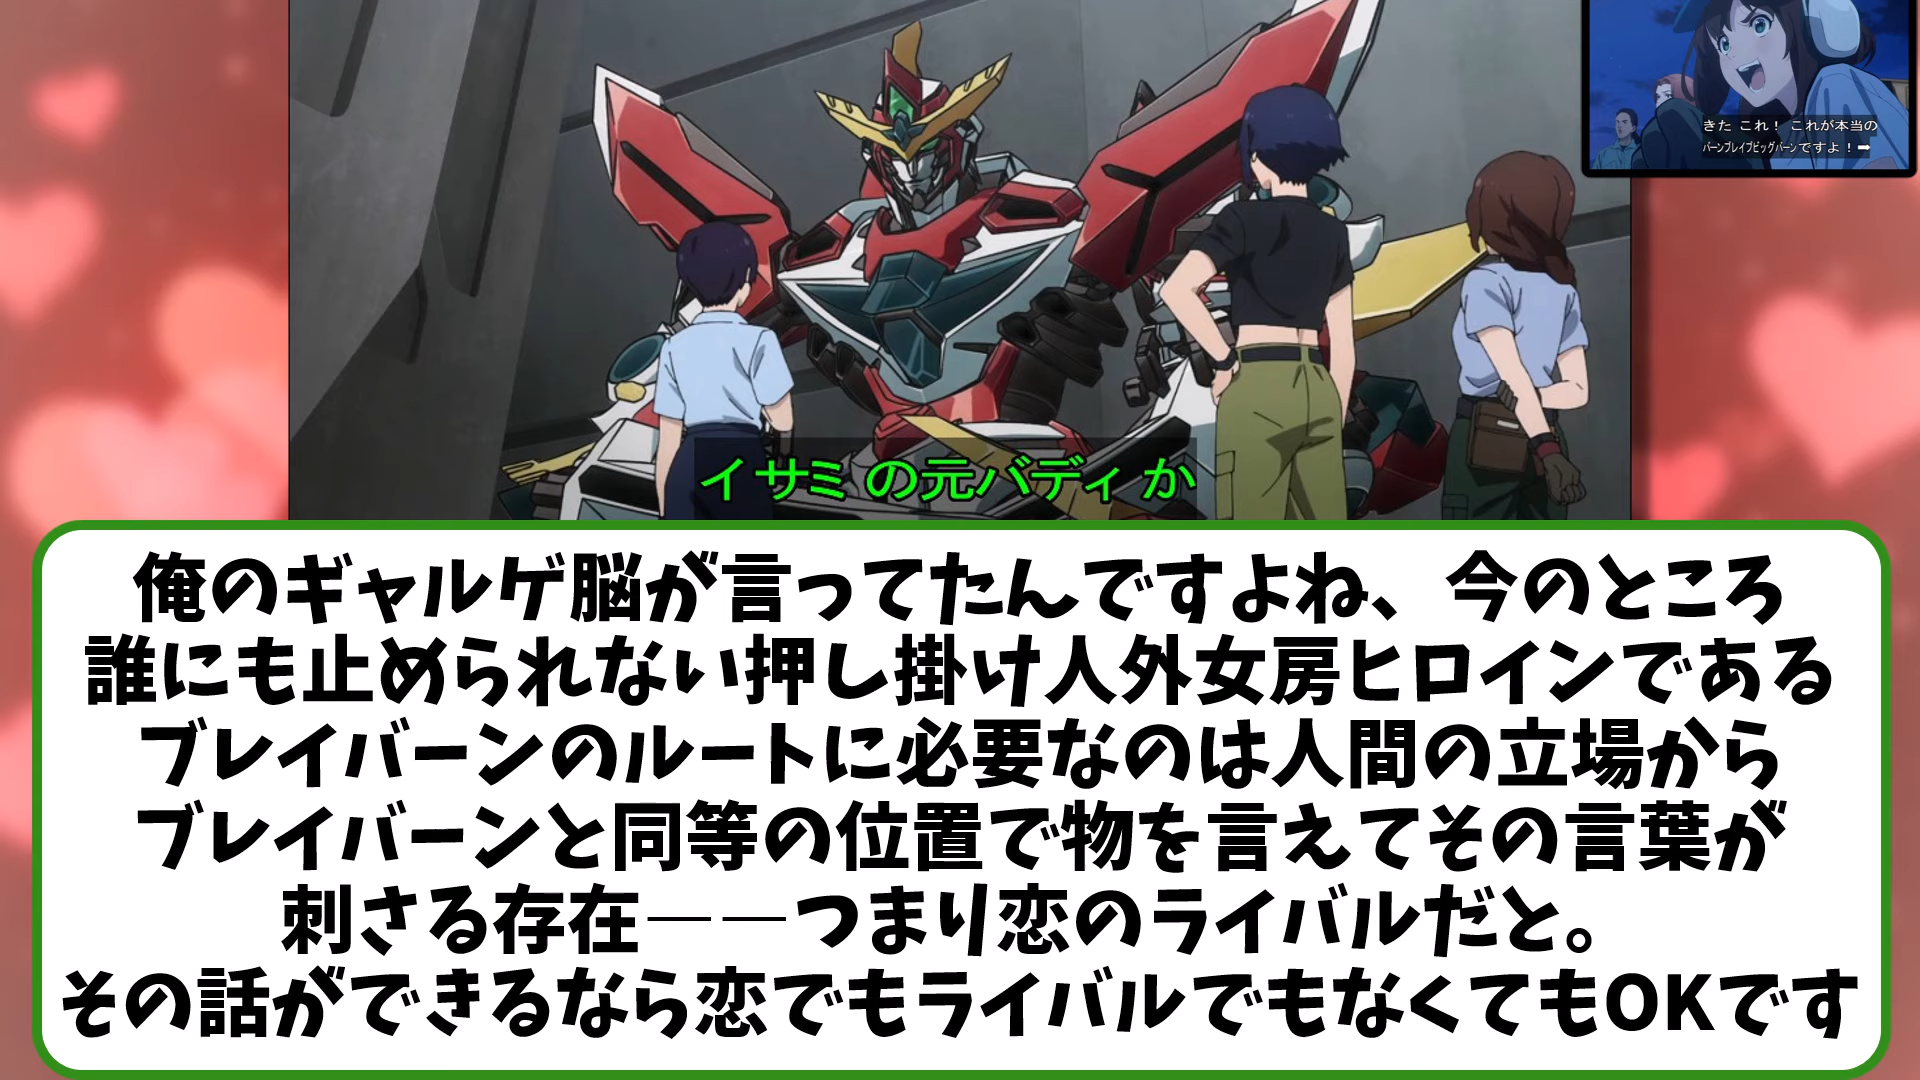 きた これ！ これが本当の
バーンブレイブビッグバーンですよ！➡
イサミ の元バディ か
俺のギャルゲ脳が言ってたんですよね、今のところ
誰にも止められない押し掛け人外女房ヒロインである
ブレイバーンのルートに必要なのは人間の立場から
ブレイバーンと同等の位置で物を言えてその言葉が
刺さる存在――つまり恋のライバルだと。
その話ができるなら恋でもライバルでもなくてもOKです